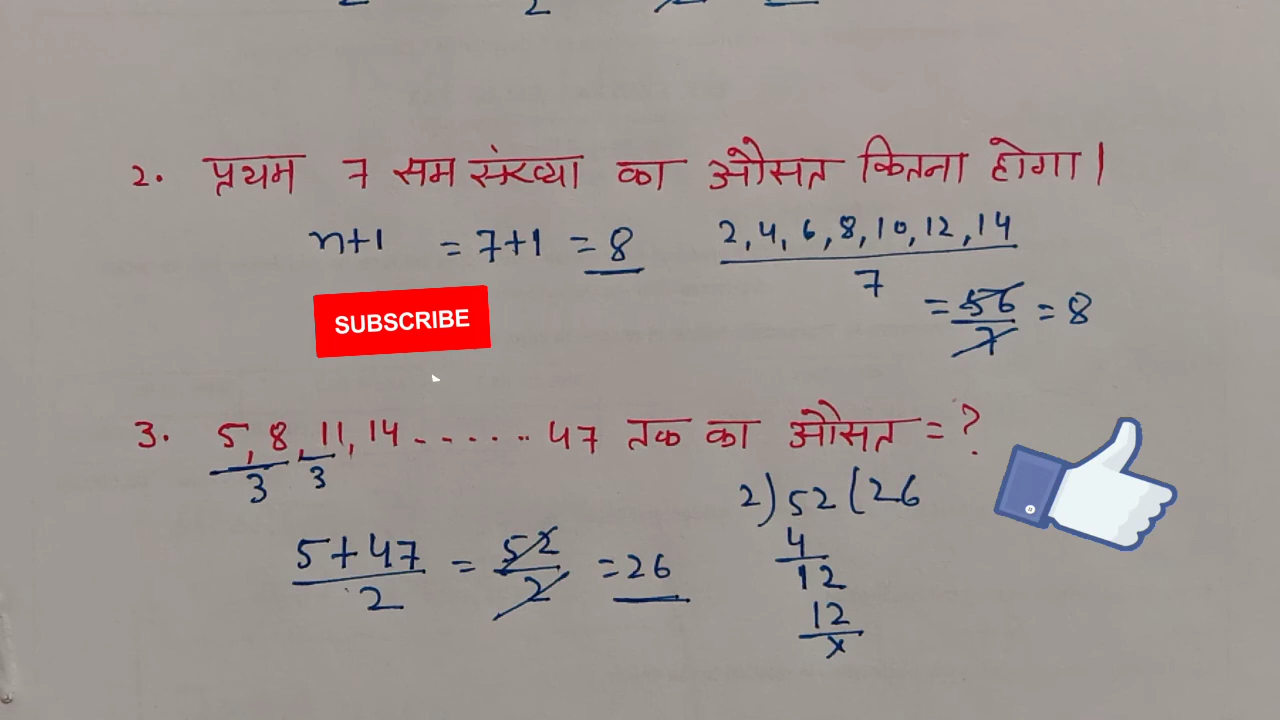 2. प्रथम 7 सम संख्या का औसत कितना होगा।
n+1 = 7+1 = 8
2, 4, 6, 8, 10, 12, 14
7
= 56/7 = 8
SUBSCRIBE
3. 5, 8, 11, 14 ------ 47 तक का औसत = ?
3 3
5+47/2 = 52/2 = 26
2) 52 (26
4
12
12
x